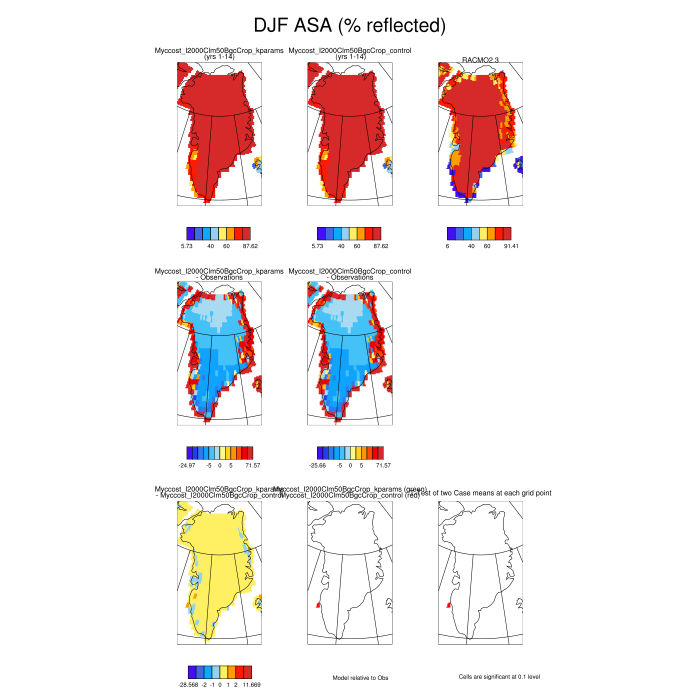 DJF ASA (% reflected)
Myccost_I2000Clm50BgcCrop_kparams
(yrs 1-14)
Myccost_I2000Clm50BgcCrop_control
(yrs 1-14)
RACMO2.3
5.73 40 60 87.62
5.73 40 60 87.62
6 40 60 91.41
Myccost_I2000Clm50BgcCrop_kparams
- Observations
Myccost_I2000Clm50BgcCrop_control
- Observations
-24.97 -5 0 5 71.57
-25.66 -5 0 5 71.57
Myccost_I2000Clm50BgcCrop_kparams
- Myccost_I2000Clm50BgcCrop_control
Myccost_I2000Clm50BgcCrop_kparams (green)
Myccost_I2000Clm50BgcCrop_control (red)
est of two Case means at each grid point
-28.568 -2 -1 0 1 2 11.669
Model relative to Obs
Cells are significant at 0.1 level